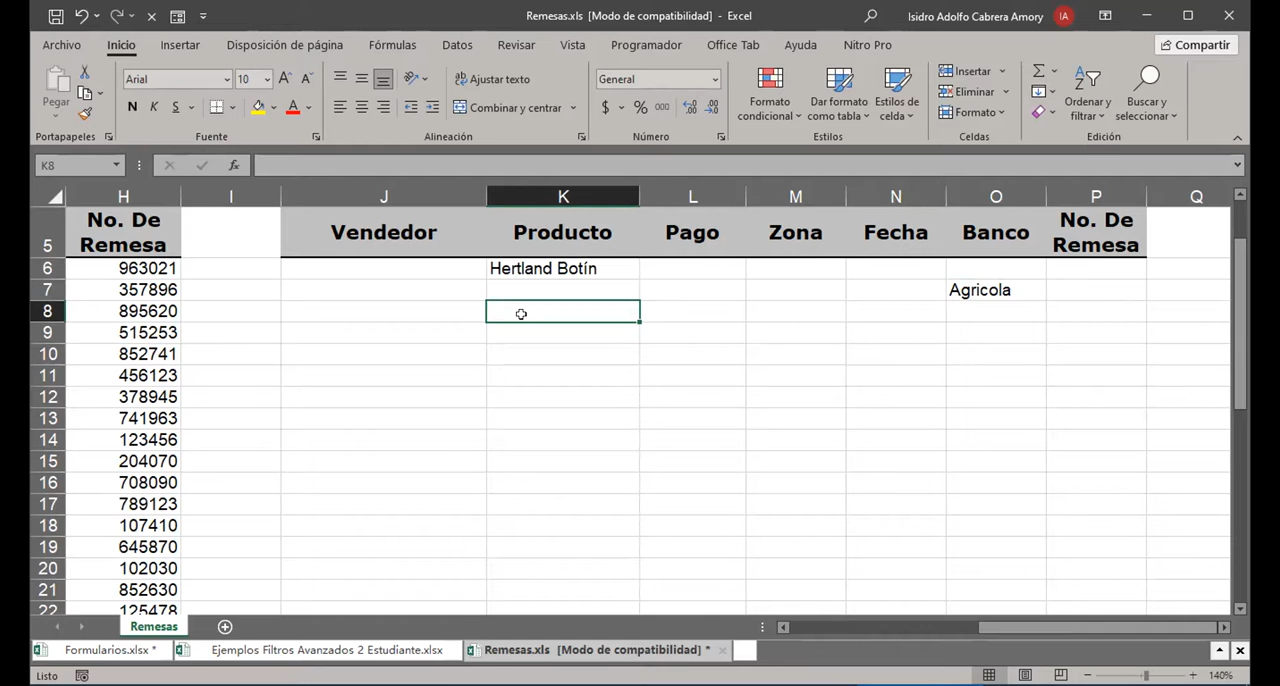 Remesas.xls [Modo de compatibilidad] - Excel
Isidro Adolfo Cabrera Amory
IA
Archivo Inicio Insertar Disposición de página Fórmulas Datos Revisar Vista Programador Office Tab Ayuda Nitro Pro Compartir
Pegar
Arial 10
N K S
Ajustar texto
Combinar y centrar
General
$ % 000
Formato condicional
Dar formato como tabla
Estilos de celda
Insertar
Eliminar
Formato
Ordenar y filtrar
Buscar y seleccionar
Portapapeles Fuente Alineación Número Estilos Celdas Edición
K8 fx
H I J K L M N O P Q
5 No. De Remesa Vendedor Producto Pago Zona Fecha Banco No. De Remesa
6 963021 Hertland Botín
7 357896 Agricola
8 895620
9 515253
10 852741
11 456123
12 378945
13 741963
14 123456
15 204070
16 708090
17 789123
18 107410
19 645870
20 102030
21 852630
22 125478
Remesas
Formularios.xlsx * Ejemplos Filtros Avanzados 2 Estudiante.xlsx Remesas.xls [Modo de compatibilidad] *
Listo 140%